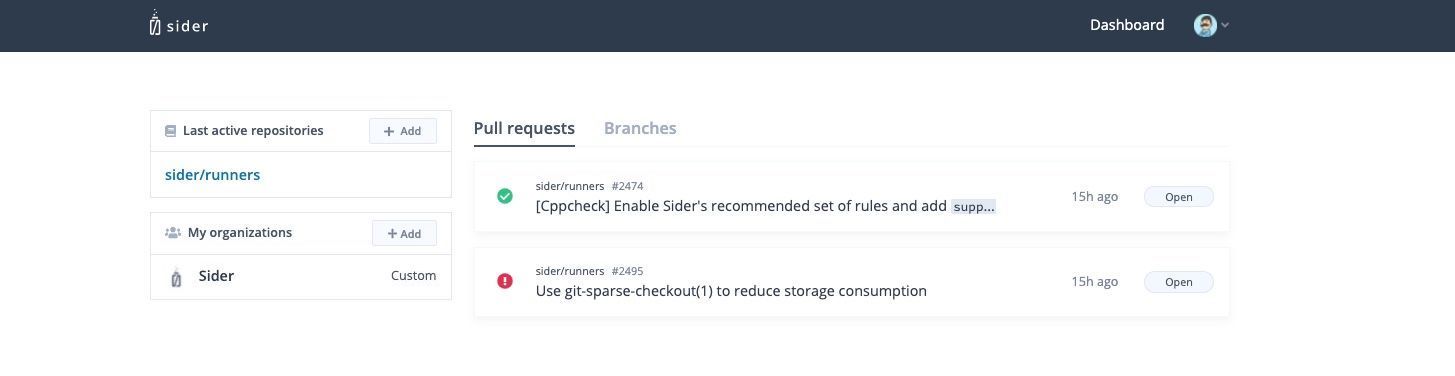 sider
Dashboard
Last active repositories
+ Add
sider/runners
My organizations
+ Add
Sider
Custom
Pull requests
Branches
sider/runners #2474
[Cppcheck] Enable Sider's recommended set of rules and add supp...
15h ago
Open
sider/runners #2495
Use git-sparse-checkout(1) to reduce storage consumption
15h ago
Open